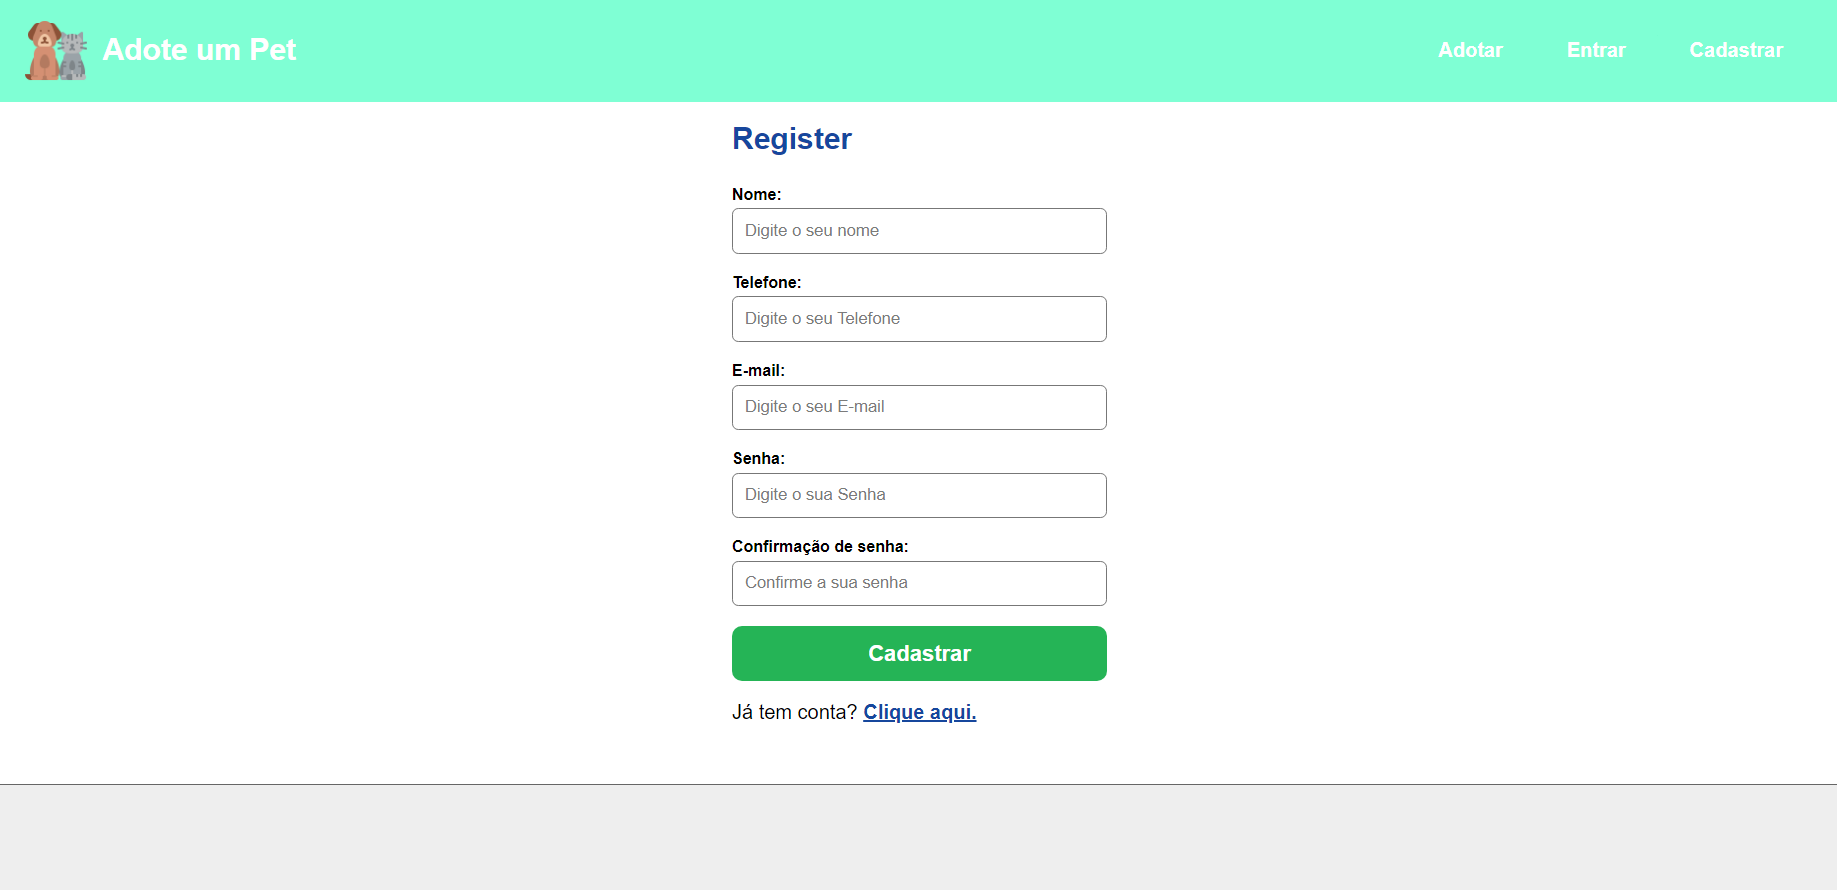 Adote um Pet
Adotar
Entrar
Cadastrar
Register
Nome:
Digite o seu nome
Telefone:
Digite o seu Telefone
E-mail:
Digite o seu E-mail
Senha:
Digite o sua Senha
Confirmação de senha:
Confirme a sua senha
Cadastrar
Já tem conta? Clique aqui.